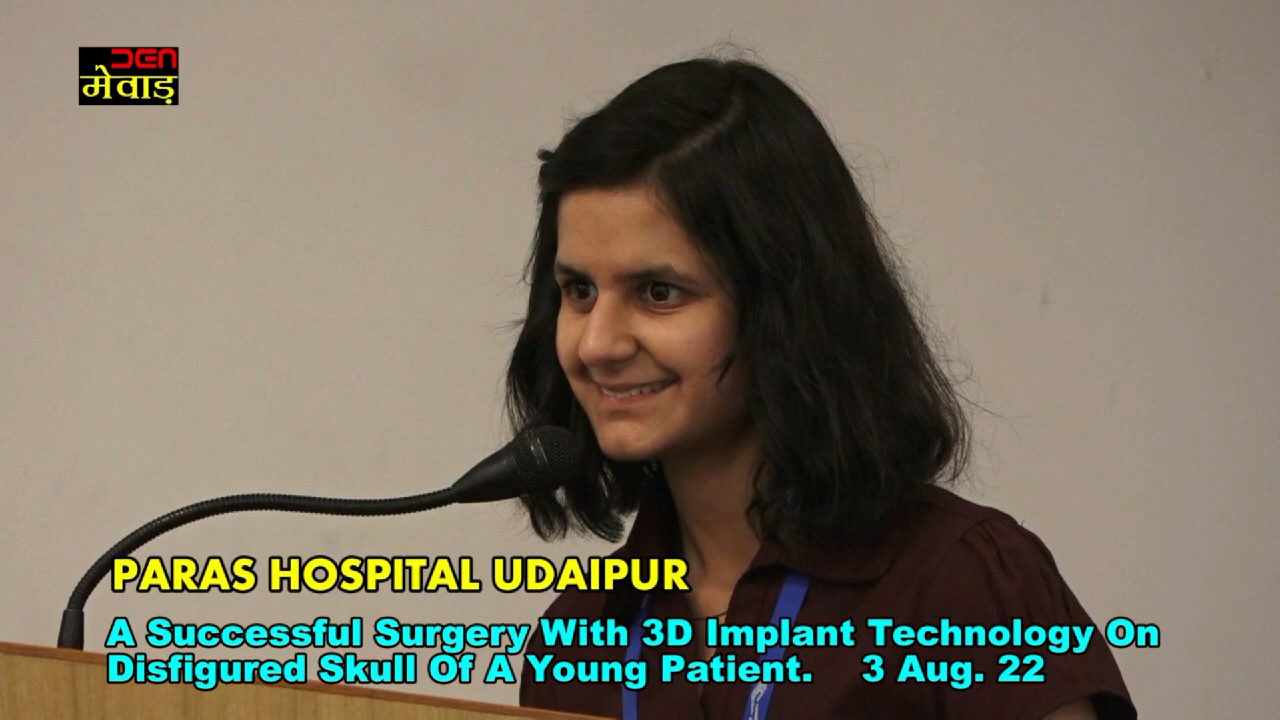 DEN
मेवाड़
PARAS HOSPITAL UDAIPUR
A Successful Surgery With 3D Implant Technology On
Disfigured Skull Of A Young Patient. 3 Aug. 22